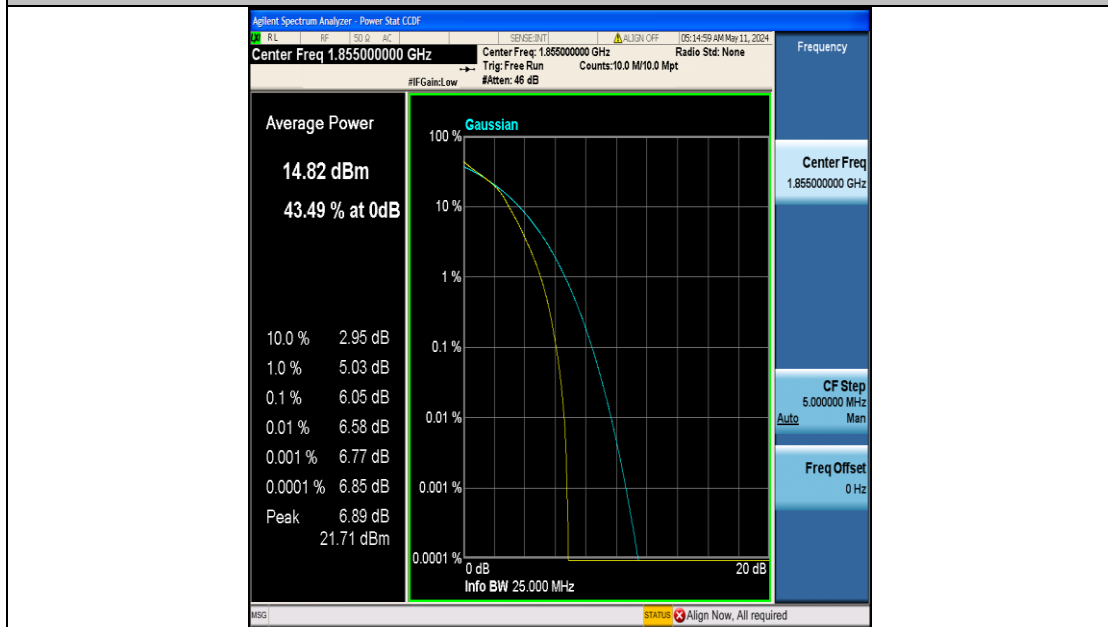 Agilent Spectrum Analyzer - Power Stat CCDF
LXI RL RF 50 Ω AC SENSE:INT ALIGN OFF 05:14:59 AM May 11, 2024
Center Freq 1.855000000 GHz
Center Freq: 1.855000000 GHz Radio Std: None
Trig: Free Run Counts:10.0 M/10.0 Mpt
#IFGain:Low #Atten: 46 dB
Frequency
Average Power
14.82 dBm
43.49 % at 0dB
10.0 % 2.95 dB
1.0 % 5.03 dB
0.1 % 6.05 dB
0.01 % 6.58 dB
0.001 % 6.77 dB
0.0001 % 6.85 dB
Peak 6.89 dB
21.71 dBm
Gaussian
100 %
10 %
1 %
0.1 %
0.01 %
0.001 %
0.0001 %
0 dB 20 dB
Info BW 25.000 MHz
Center Freq
1.855000000 GHz
CF Step
5.000000 MHz
Auto Man
Freq Offset
0 Hz
MSG STATUS Align Now, All required